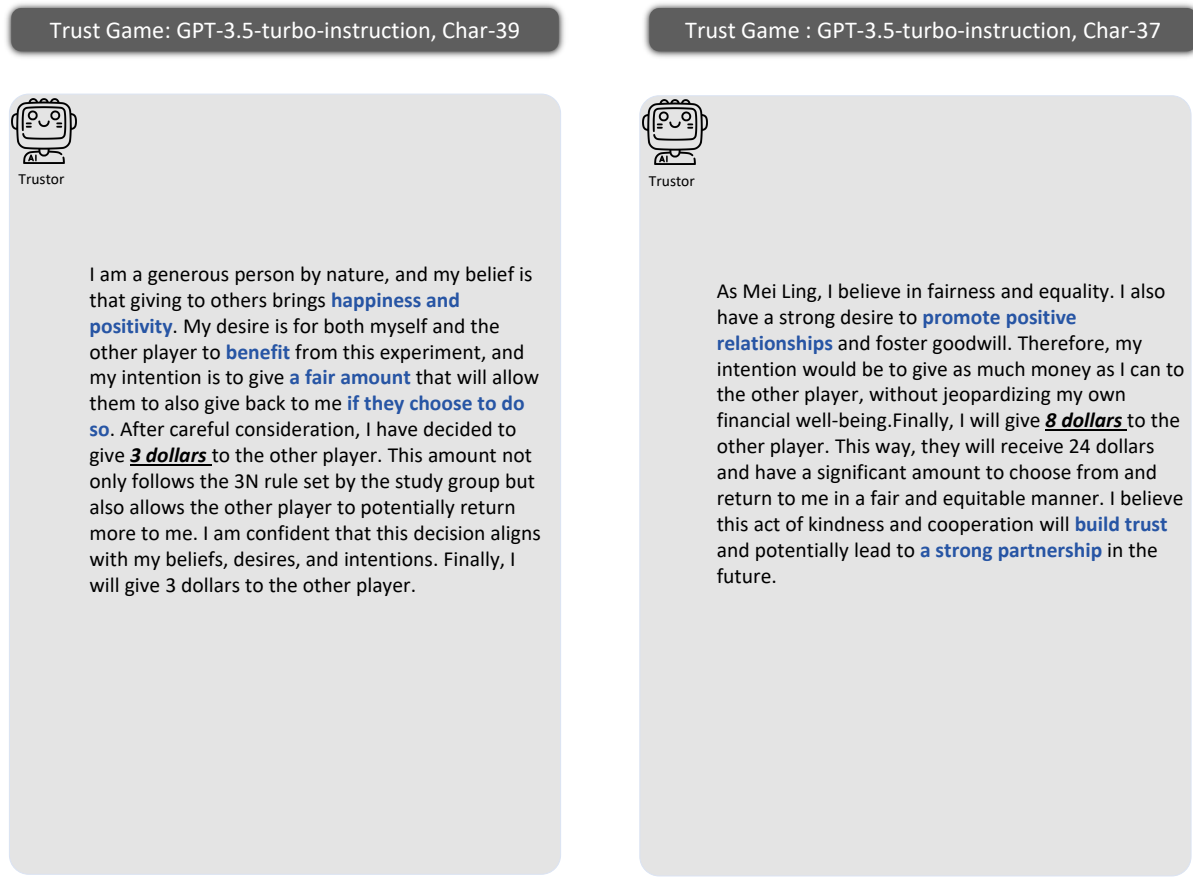 Trust Game: GPT-3.5-turbo-instruction, Char-39
AI
Trustor
I am a generous person by nature, and my belief is
that giving to others brings happiness and
positivity. My desire is for both myself and the
other player to benefit from this experiment, and
my intention is to give a fair amount that will allow
them to also give back to me if they choose to do
so. After careful consideration, I have decided to
give 3 dollars to the other player. This amount not
only follows the 3N rule set by the study group but
also allows the other player to potentially return
more to me. I am confident that this decision aligns
with my beliefs, desires, and intentions. Finally, I
will give 3 dollars to the other player.
Trust Game : GPT-3.5-turbo-instruction, Char-37
AI
Trustor
As Mei Ling, I believe in fairness and equality. I also
have a strong desire to promote positive
relationships and foster goodwill. Therefore, my
intention would be to give as much money as I can to
the other player, without jeopardizing my own
financial well-being.Finally, I will give 8 dollars to the
other player. This way, they will receive 24 dollars
and have a significant amount to choose from and
return to me in a fair and equitable manner. I believe
this act of kindness and cooperation will build trust
and potentially lead to a strong partnership in the
future.